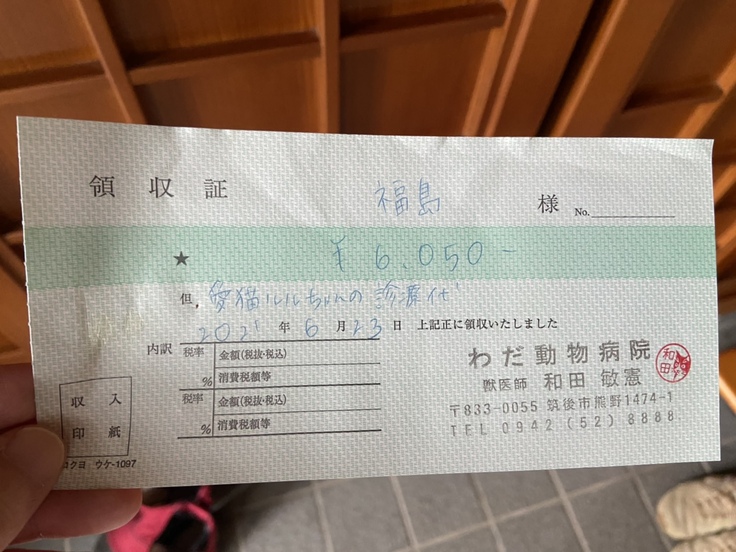 領収証 福島 様 No.
★ ¥6,050-
但, 愛猫ルルちゃんの診療代
2021年6月23日 上記正に領収いたしました
内訳
税率 金額(税抜・税込)
% 消費税額等
税率 金額(税抜・税込)
% 消費税額等
収入
印紙
コクヨ ウケ-1097
わだ動物病院
獣医師 和田 敏憲
和田
〒833-0055 筑後市熊野1474-1
TEL 0942(52)8888